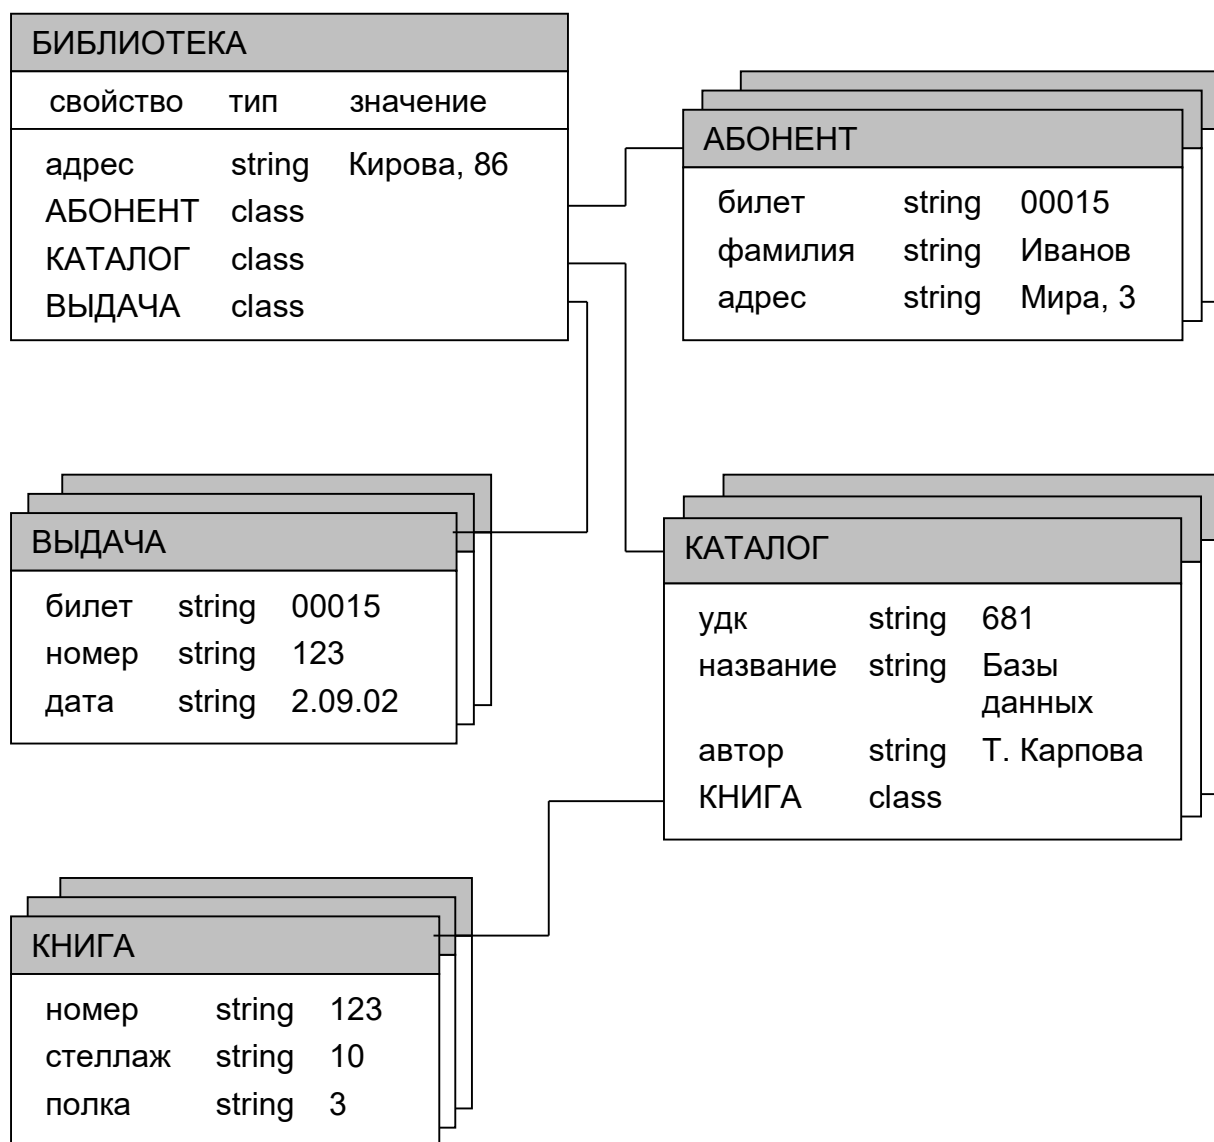 БИБЛИОТЕКА
свойство тип значение
адрес string Кирова, 86
АБОНЕНТ class
КАТАЛОГ class
ВЫДАЧА class
АБОНЕНТ
билет string 00015
фамилия string Иванов
адрес string Мира, 3
ВЫДАЧА
билет string 00015
номер string 123
дата string 2.09.02
КАТАЛОГ
удк string 681
название string Базы
данных
автор string Т. Карпова
КНИГА class
КНИГА
номер string 123
стеллаж string 10
полка string 3